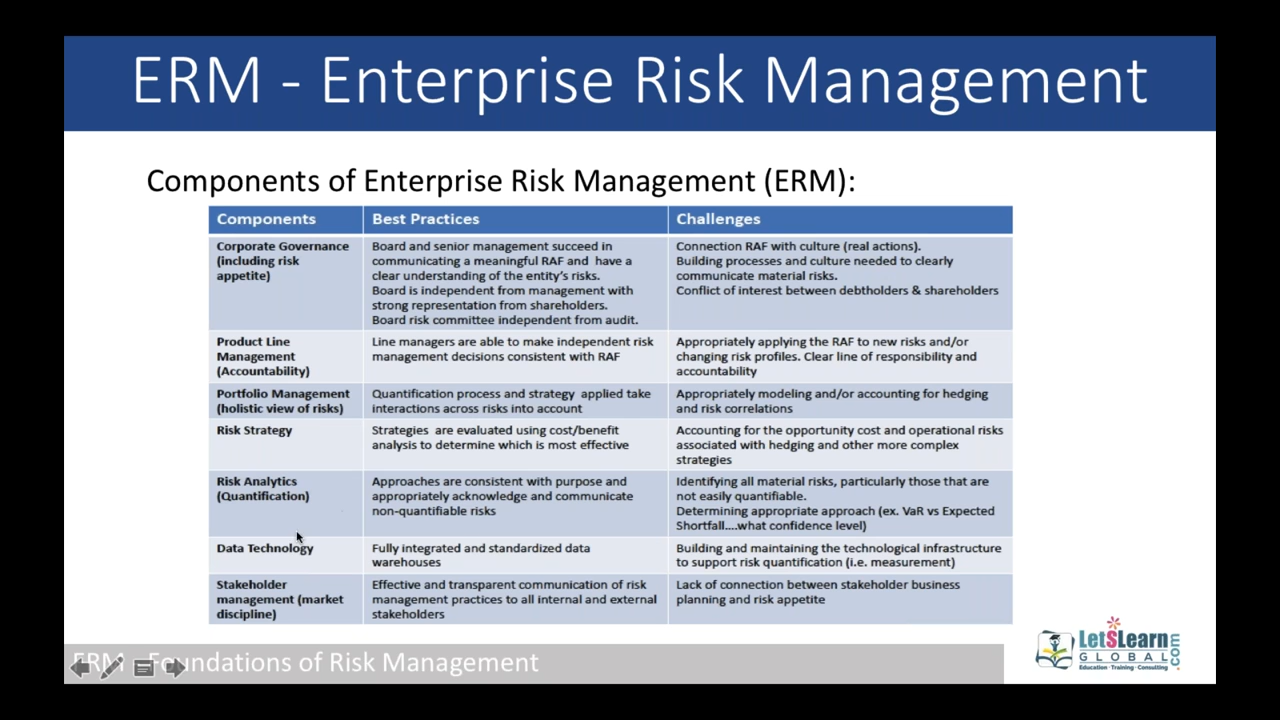 ERM - Enterprise Risk Management
Components of Enterprise Risk Management (ERM):
Components Best Practices Challenges
Corporate Governance
(including risk
appetite)
Board and senior management succeed in
communicating a meaningful RAF and have a
clear understanding of the entity's risks.
Board is independent from management with
strong representation from shareholders.
Board risk committee independent from audit.
Connection RAF with culture (real actions).
Building processes and culture needed to clearly
communicate material risks.
Conflict of interest between debtholders & shareholders
Product Line
Management
(Accountability)
Line managers are able to make independent risk
management decisions consistent with RAF
Appropriately applying the RAF to new risks and/or
changing risk profiles. Clear line of responsibility and
accountability
Portfolio Management
(holistic view of risks)
Quantification process and strategy applied take
interactions across risks into account
Appropriately modeling and/or accounting for hedging
and risk correlations
Risk Strategy
Strategies are evaluated using cost/benefit
analysis to determine which is most effective
Accounting for the opportunity cost and operational risks
associated with hedging and other more complex
strategies
Risk Analytics
(Quantification)
Approaches are consistent with purpose and
appropriately acknowledge and communicate
non-quantifiable risks
Identifying all material risks, particularly those that are
not easily quantifiable.
Determining appropriate approach (ex. VaR vs Expected
Shortfall....what confidence level)
Data Technology
Fully integrated and standardized data
warehouses
Building and maintaining the technological infrastructure
to support risk quantification (i.e. measurement)
Stakeholder
management (market
discipline)
Effective and transparent communication of risk
management practices to all internal and external
stakeholders
Lack of connection between stakeholder business
planning and risk appetite
ERM - Foundations of Risk Management
LetSLearn
GLOBAL
.com
Education · Training · Consulting